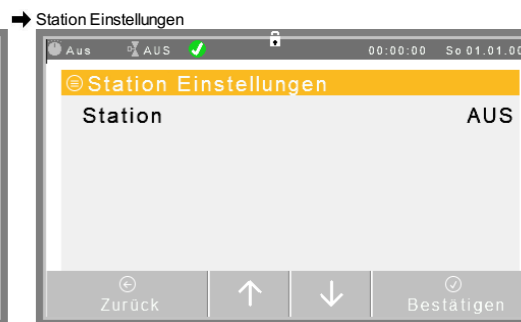 Station Einstellungen
Aus AUS 00:00:00 So 01.01.00
Station Einstellungen
Station AUS
Zurück Bestätigen